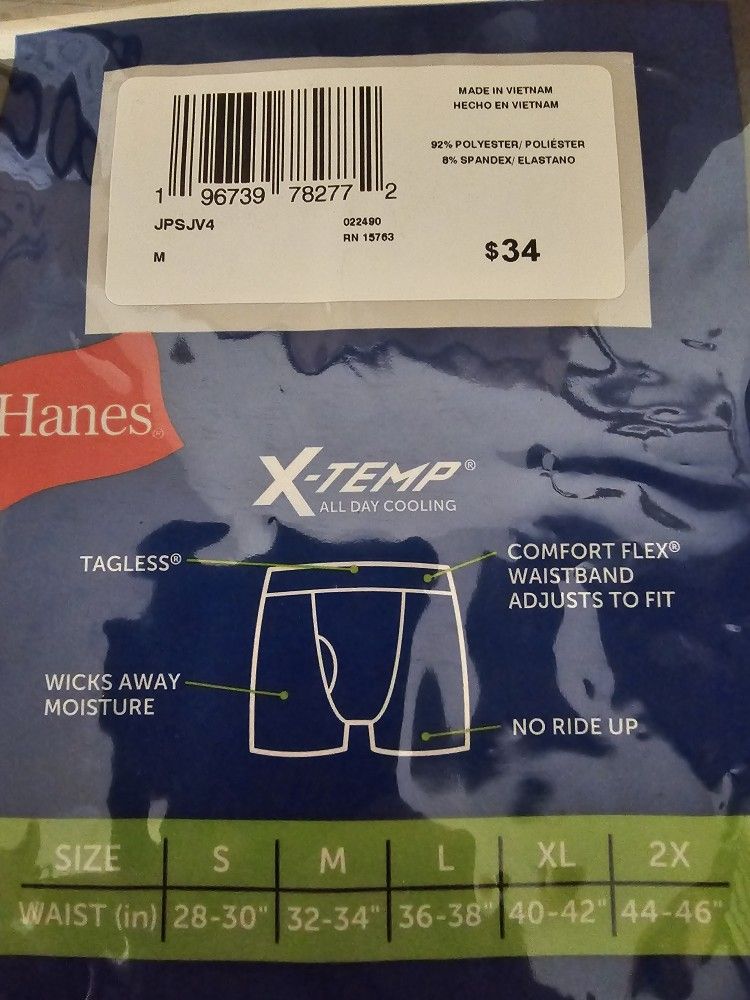 MADE IN VIETNAM
HECHO EN VIETNAM
92% POLYESTER/ POLIÉSTER
8% SPANDEX/ ELASTANO
1 96739 78277 2
JPSJV4
022490
RN 15763
M
$34
Hanes®
X-TEMP®
ALL DAY COOLING
TAGLESS®
COMFORT FLEX®
WAISTBAND
ADJUSTS TO FIT
WICKS AWAY
MOISTURE
NO RIDE UP
SIZE S M L XL 2X
WAIST (in) 28-30" 32-34" 36-38" 40-42" 44-46"